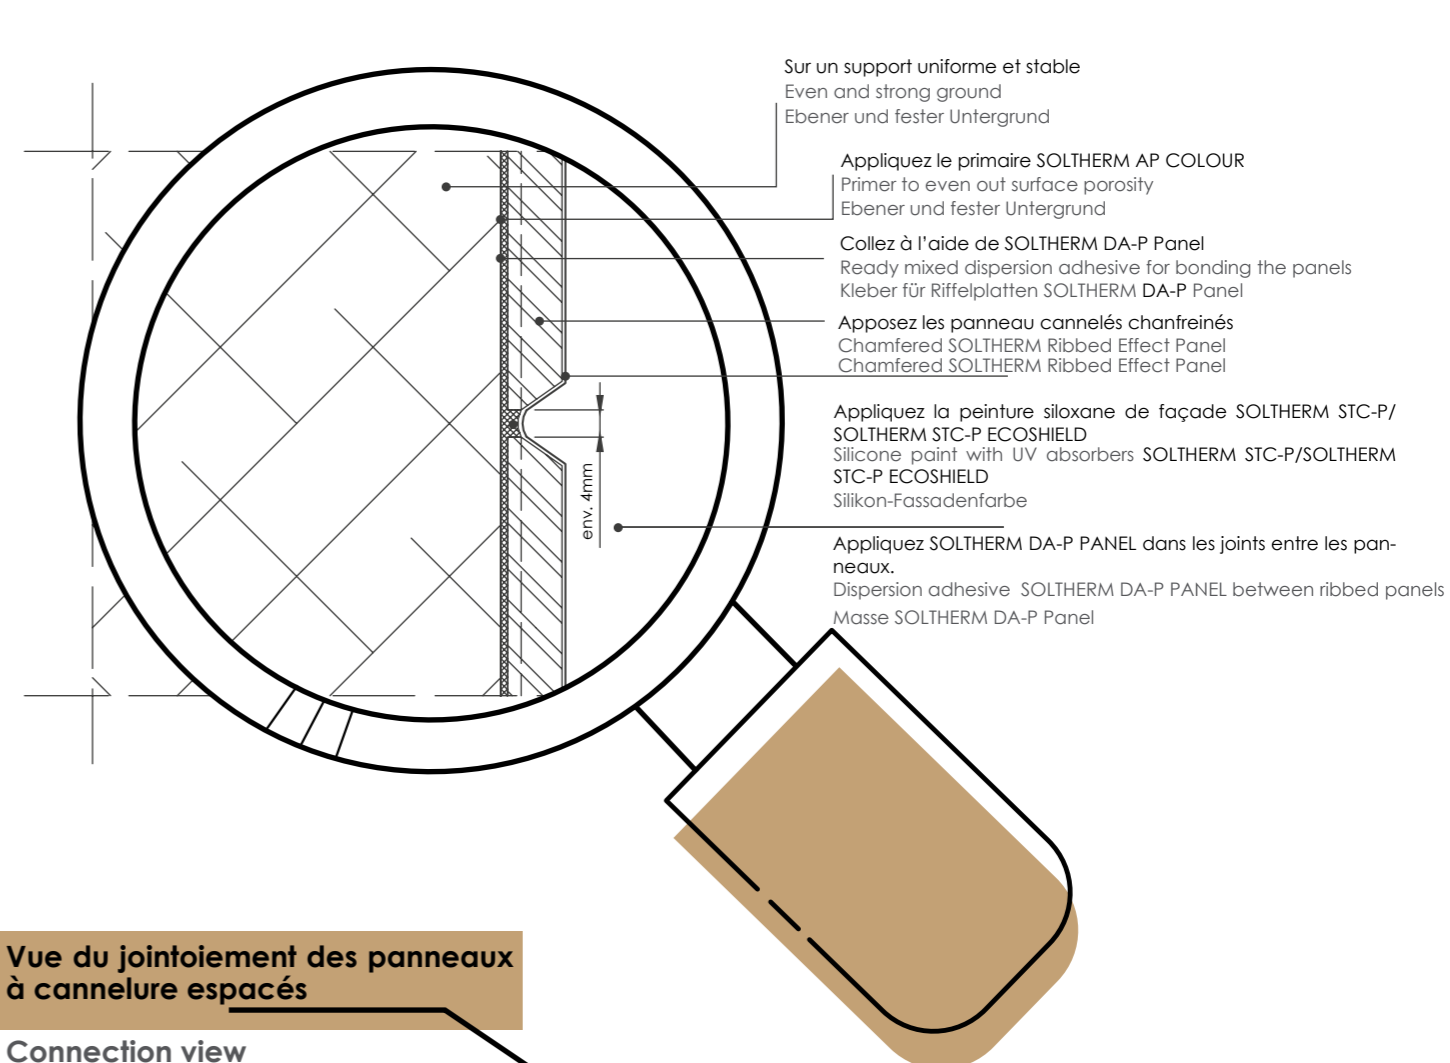 Sur un support uniforme et stable
Even and strong ground
Ebener und fester Untergrund
Appliquez le primaire SOLTHERM AP COLOUR
Primer to even out surface porosity
Ebener und fester Untergrund
Collez à l'aide de SOLTHERM DA-P Panel
Ready mixed dispersion adhesive for bonding the panels
Kleber für Riffelplatten SOLTHERM DA-P Panel
Apposez les panneau cannelés chanfreinés
Chamfered SOLTHERM Ribbed Effect Panel
Chamfered SOLTHERM Ribbed Effect Panel
Appliquez la peinture siloxane de façade SOLTHERM STC-P/
SOLTHERM STC-P ECOSHIELD
Silicone paint with UV absorbers SOLTHERM STC-P/SOLTHERM
STC-P ECOSHIELD
Silikon-Fassadenfarbe
env. 4mm
Appliquez SOLTHERM DA-P PANEL dans les joints entre les pan-
neaux.
Dispersion adhesive SOLTHERM DA-P PANEL between ribbed panels
Masse SOLTHERM DA-P Panel
Vue du jointoiement des panneaux
à cannelure espacés
Connection view